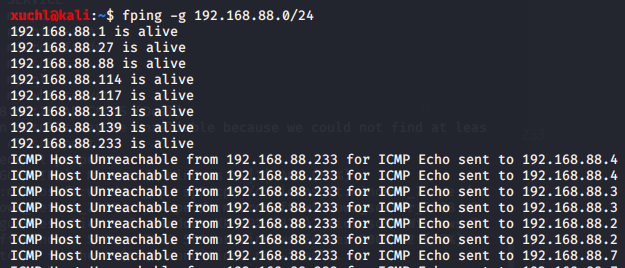 xuchl@kali:~$ fping -g 192.168.88.0/24
192.168.88.1 is alive
192.168.88.27 is alive
192.168.88.88 is alive
192.168.88.114 is alive
192.168.88.117 is alive
192.168.88.131 is alive
192.168.88.139 is alive
192.168.88.233 is alive
ICMP Host Unreachable from 192.168.88.233 for ICMP Echo sent to 192.168.88.4
ICMP Host Unreachable from 192.168.88.233 for ICMP Echo sent to 192.168.88.4
ICMP Host Unreachable from 192.168.88.233 for ICMP Echo sent to 192.168.88.3
ICMP Host Unreachable from 192.168.88.233 for ICMP Echo sent to 192.168.88.3
ICMP Host Unreachable from 192.168.88.233 for ICMP Echo sent to 192.168.88.2
ICMP Host Unreachable from 192.168.88.233 for ICMP Echo sent to 192.168.88.2
ICMP Host Unreachable from 192.168.88.233 for ICMP Echo sent to 192.168.88.7